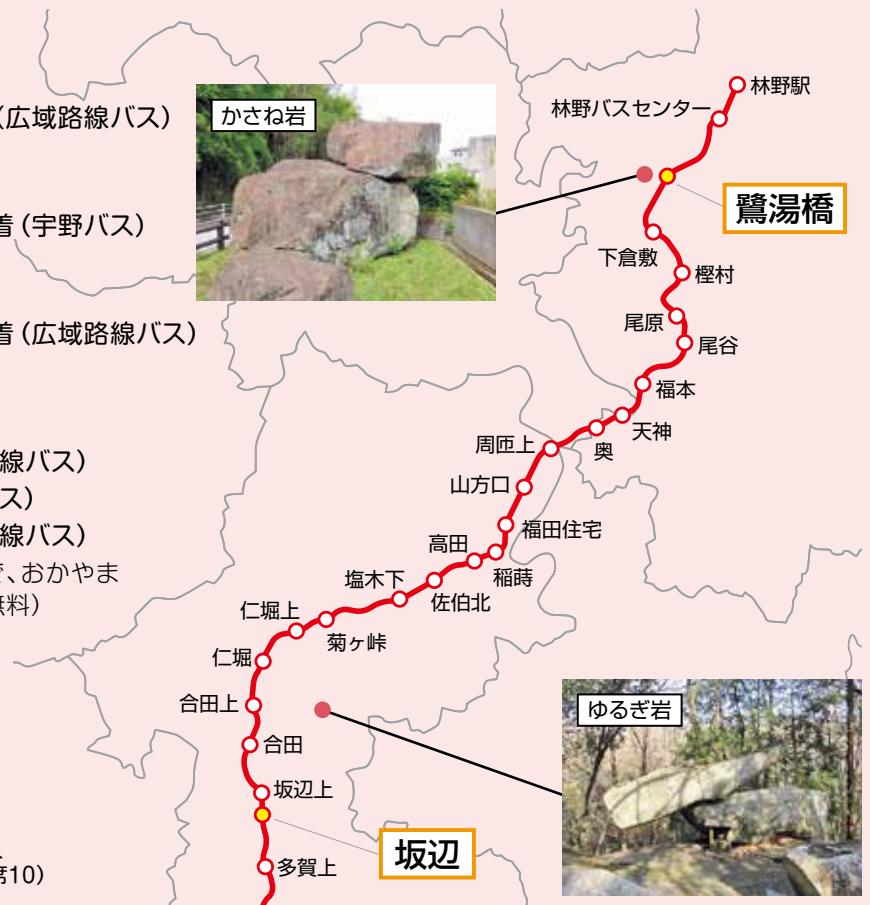 (広域路線バス)
着(宇野バス)
着(広域路線バス)
線バス)
ス)
線バス)
、おかやま
無料)
席10)
かさね岩
林野駅
林野バスセンター
鷺湯橋
下倉敷
樫村
尾原
尾谷
福本
天神
奥
周匝上
山方口
福田住宅
高田
稲蒔
塩木下
佐伯北
仁堀上
菊ヶ峠
仁堀
合田上
合田
ゆるぎ岩
坂辺上
坂辺
多賀上